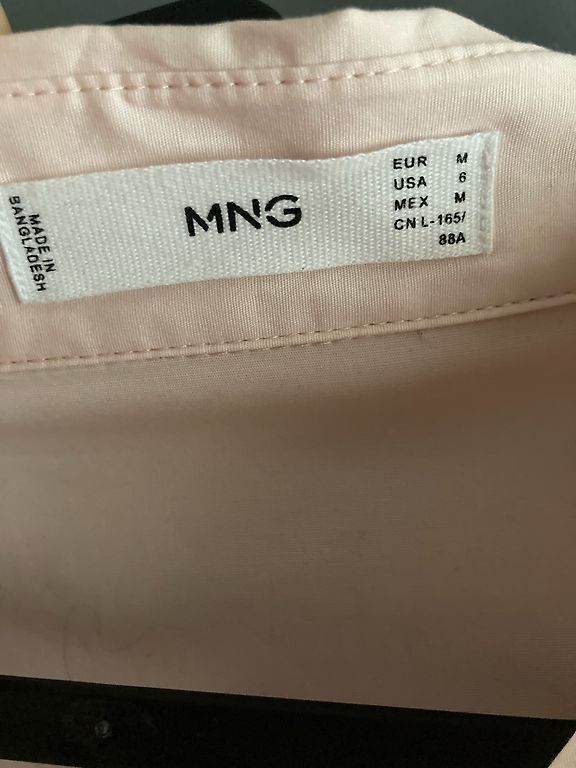 MADE IN
BANGLADESH
MNG
EUR M
USA 6
MEX M
CN L-165/
88A